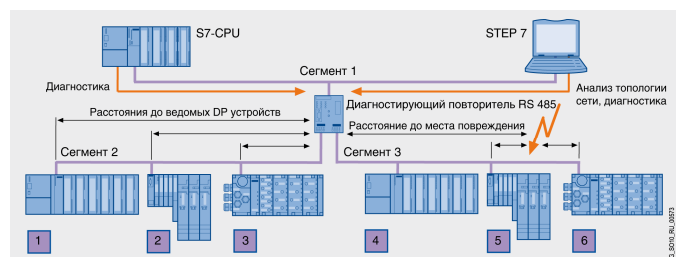 S7-CPU
STEP 7
Сегмент 1
Диагностика
Анализ топологии
сети, диагностика
Диагностирующий повторитель RS 485
Расстояния до ведомых DP устройств
Расстояние до места повреждения
Сегмент 2
Сегмент 3
1
2
3
4
5
6
G_SO10_RU_00573